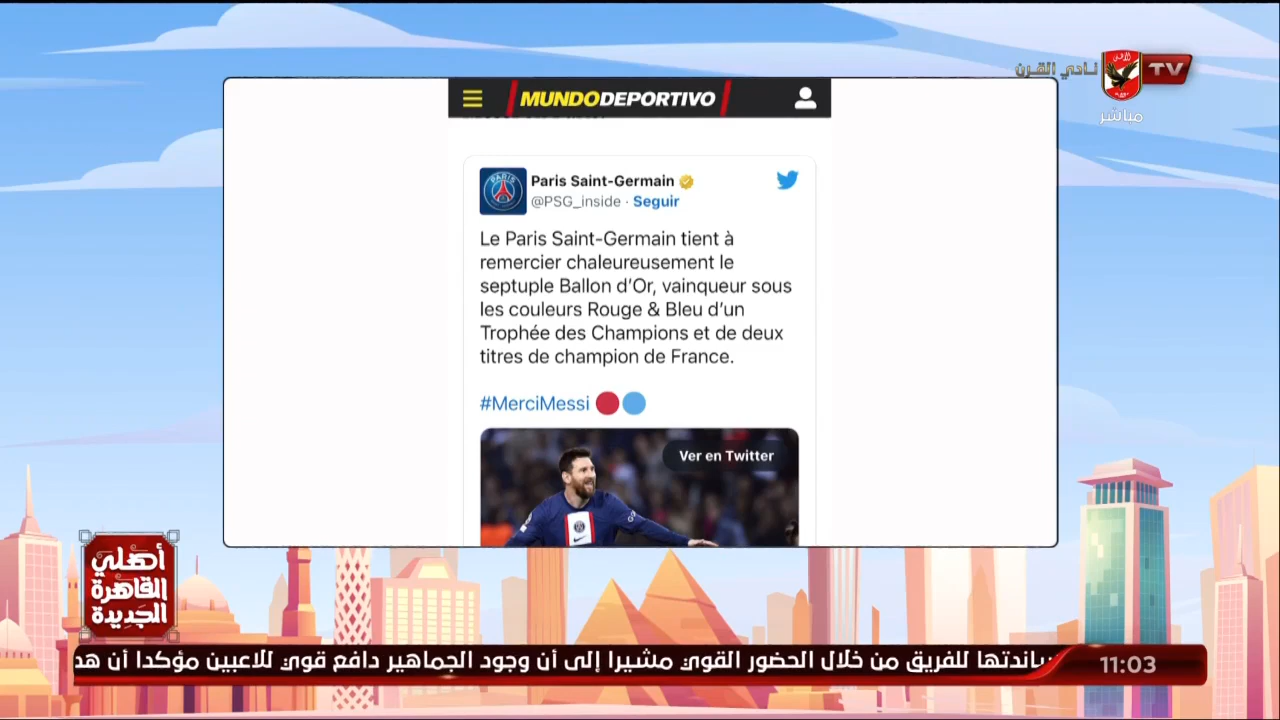 نادي القرن
TV
مباشر
MUNDODEPORTIVO
Paris Saint-Germain
@PSG_inside · Seguir
Le Paris Saint-Germain tient à
remercier chaleureusement le
septuple Ballon d’Or, vainqueur sous
les couleurs Rouge & Bleu d’un
Trophée des Champions et de deux
titres de champion de France.
#MerciMessi
Ver en Twitter
أهلي
القاهرة
الجديدة
ساندتها للفريق من خلال الحضور القوي مشيرا إلى أن وجود الجماهير دافع قوي للاعبين مؤكدا أن هد
11:03